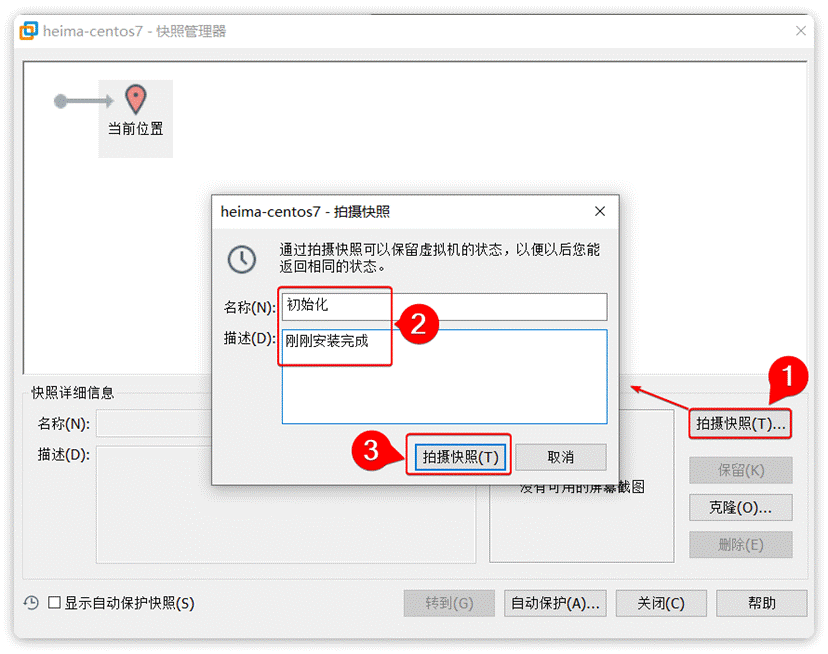 heima-centos7 - 快照管理器
当前位置
heima-centos7 - 拍摄快照
通过拍摄快照可以保留虚拟机的状态，以便以后您能
返回相同的状态。
名称(N):
初始化
2
描述(D):
刚刚安装完成
3
拍摄快照(T)
取消
1
快照详细信息
名称(N):
描述(D):
没有可用的屏幕截图
拍摄快照(T)...
保留(K)
克隆(O)...
删除(E)
显示自动保护快照(S)
转到(G)
自动保护(A)...
关闭(C)
帮助